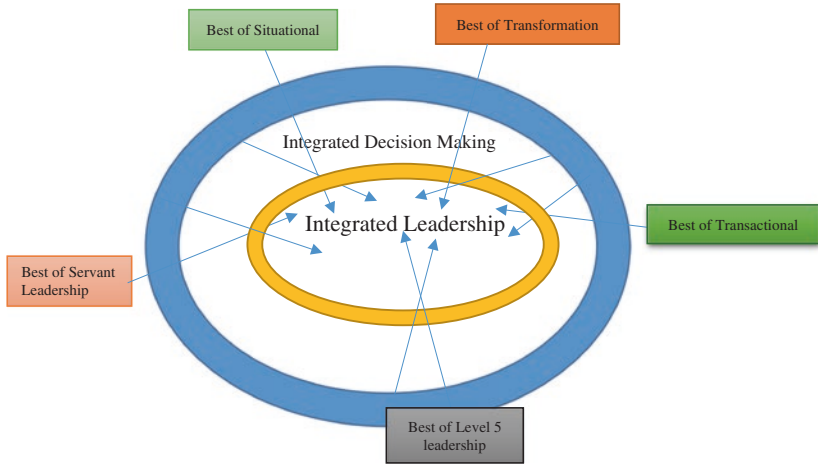 Best of Situational
Best of Transformation
Integrated Decision Making
Integrated Leadership
Best of Transactional
Best of Servant
Leadership
Best of Level 5
leadership